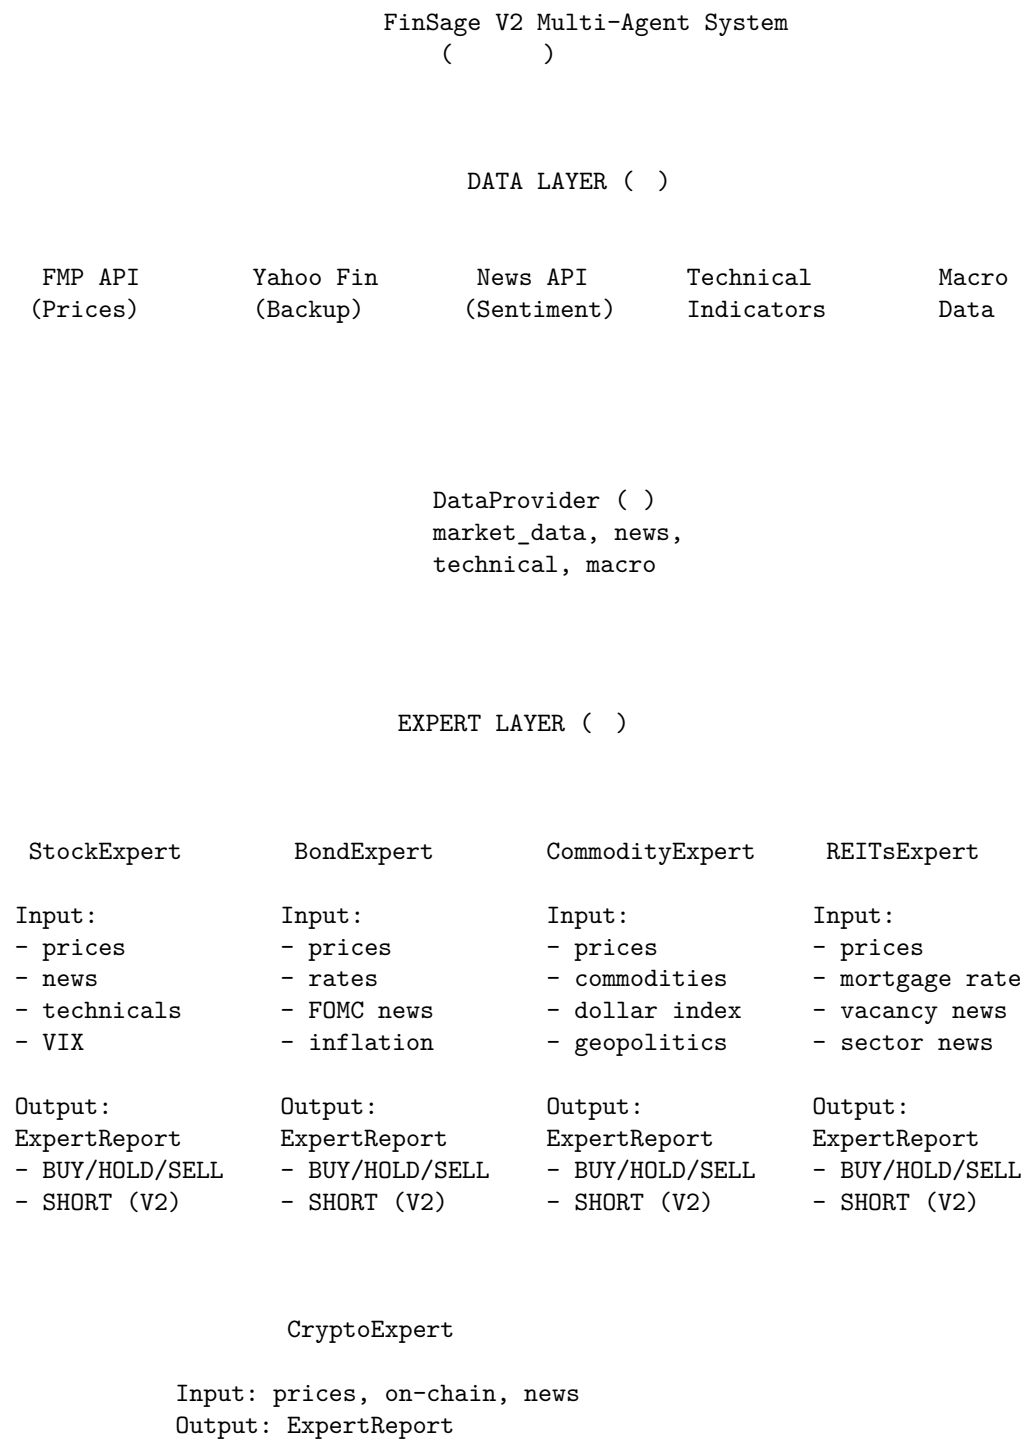 FinSage V2 Multi-Agent System
( )
DATA LAYER ( )
FMP API Yahoo Fin News API Technical Macro
(Prices) (Backup) (Sentiment) Indicators Data
DataProvider ( )
market_data, news,
technical, macro
EXPERT LAYER ( )
StockExpert BondExpert CommodityExpert REITsExpert
Input: Input: Input: Input:
- prices - prices - prices - prices
- news - rates - commodities - mortgage rate
- technicals - FOMC news - dollar index - vacancy news
- VIX - inflation - geopolitics - sector news
Output: Output: Output: Output:
ExpertReport ExpertReport ExpertReport ExpertReport
- BUY/HOLD/SELL - BUY/HOLD/SELL - BUY/HOLD/SELL - BUY/HOLD/SELL
- SHORT (V2) - SHORT (V2) - SHORT (V2) - SHORT (V2)
CryptoExpert
Input: prices, on-chain, news
Output: ExpertReport